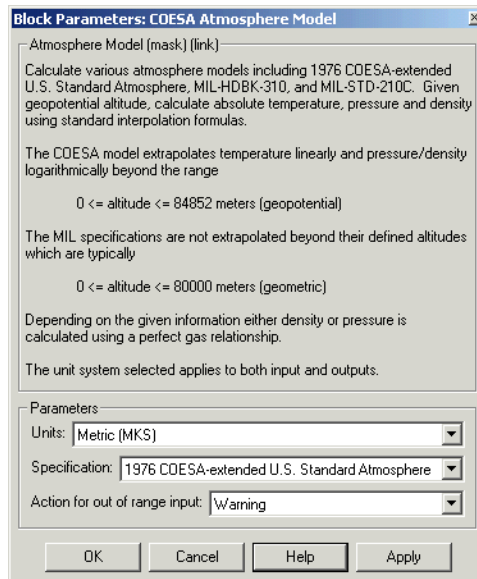 Block Parameters: COESA Atmosphere Model
Atmosphere Model (mask) (link)
Calculate various atmosphere models including 1976 COESA-extended
U.S. Standard Atmosphere, MIL-HDBK-310, and MIL-STD-210C. Given
geopotential altitude, calculate absolute temperature, pressure and density
using standard interpolation formulas.
The COESA model extrapolates temperature linearly and pressure/density
logarithmically beyond the range
0 <= altitude <= 84852 meters (geopotential)
The MIL specifications are not extrapolated beyond their defined altitudes
which are typically
0 <= altitude <= 80000 meters (geometric)
Depending on the given information either density or pressure is
calculated using a perfect gas relationship.
The unit system selected applies to both input and outputs.
Parameters
Units: Metric (MKS)
Specification: 1976 COESA-extended U.S. Standard Atmosphere
Action for out of range input: Warning
OK Cancel Help Apply